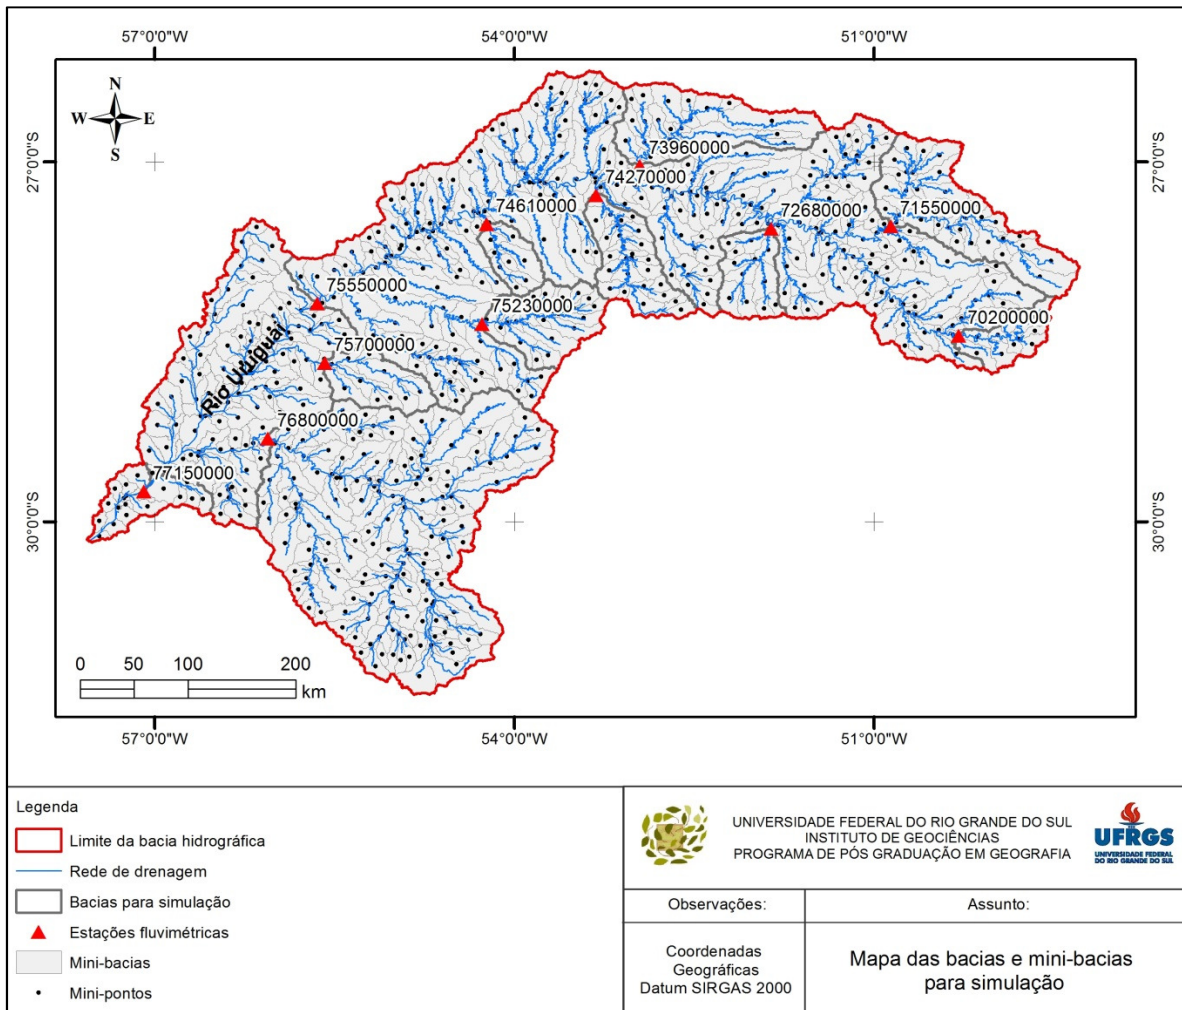 57°0'0"W
54°0'0"W
51°0'0"W
N
W
E
S
27°0'0"S
27°0'0"S
73960000
74270000
74610000
72680000
71550000
75550000
75230000
70200000
75700000
Rio Uruiguai
76800000
77150000
30°0'0"S
30°0'0"S
0 50 100 200
km
57°0'0"W
54°0'0"W
51°0'0"W
Legenda
Limite da bacia hidrográfica
Rede de drenagem
Bacias para simulação
Estações fluvimétricas
Mini-bacias
Mini-pontos
UNIVERSIDADE FEDERAL DO RIO GRANDE DO SUL
INSTITUTO DE GEOCIÊNCIAS
PROGRAMA DE PÓS GRADUAÇÃO EM GEOGRAFIA
UFRGS
UNIVERSIDADE FEDERAL
DO RIO GRANDE DO SUL
Observações:
Assunto:
Coordenadas
Geográficas
Datum SIRGAS 2000
Mapa das bacias e mini-bacias
para simulação